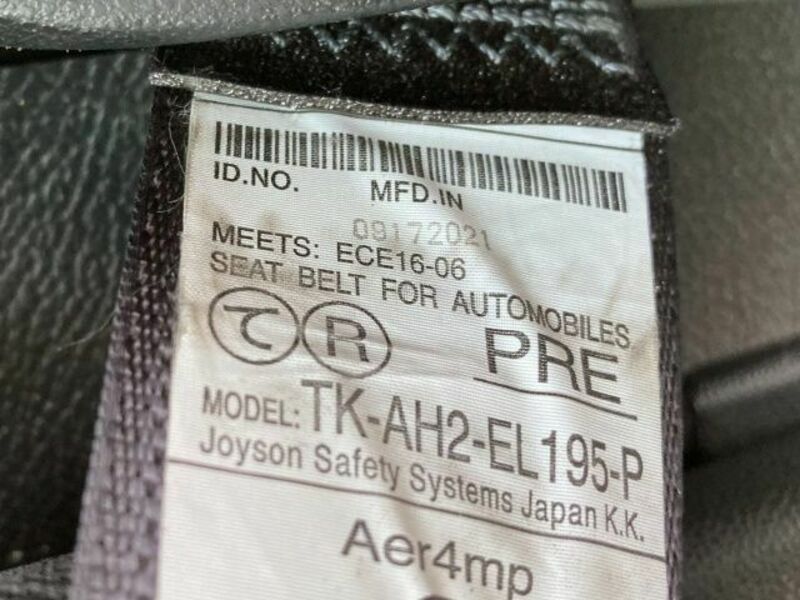 ID.NO. MFD.IN
09172021
MEETS: ECE16-06
SEAT BELT FOR AUTOMOBILES
て R PRE
MODEL: TK-AH2-EL195-P
Joyson Safety Systems Japan K.K.
Aer4mp